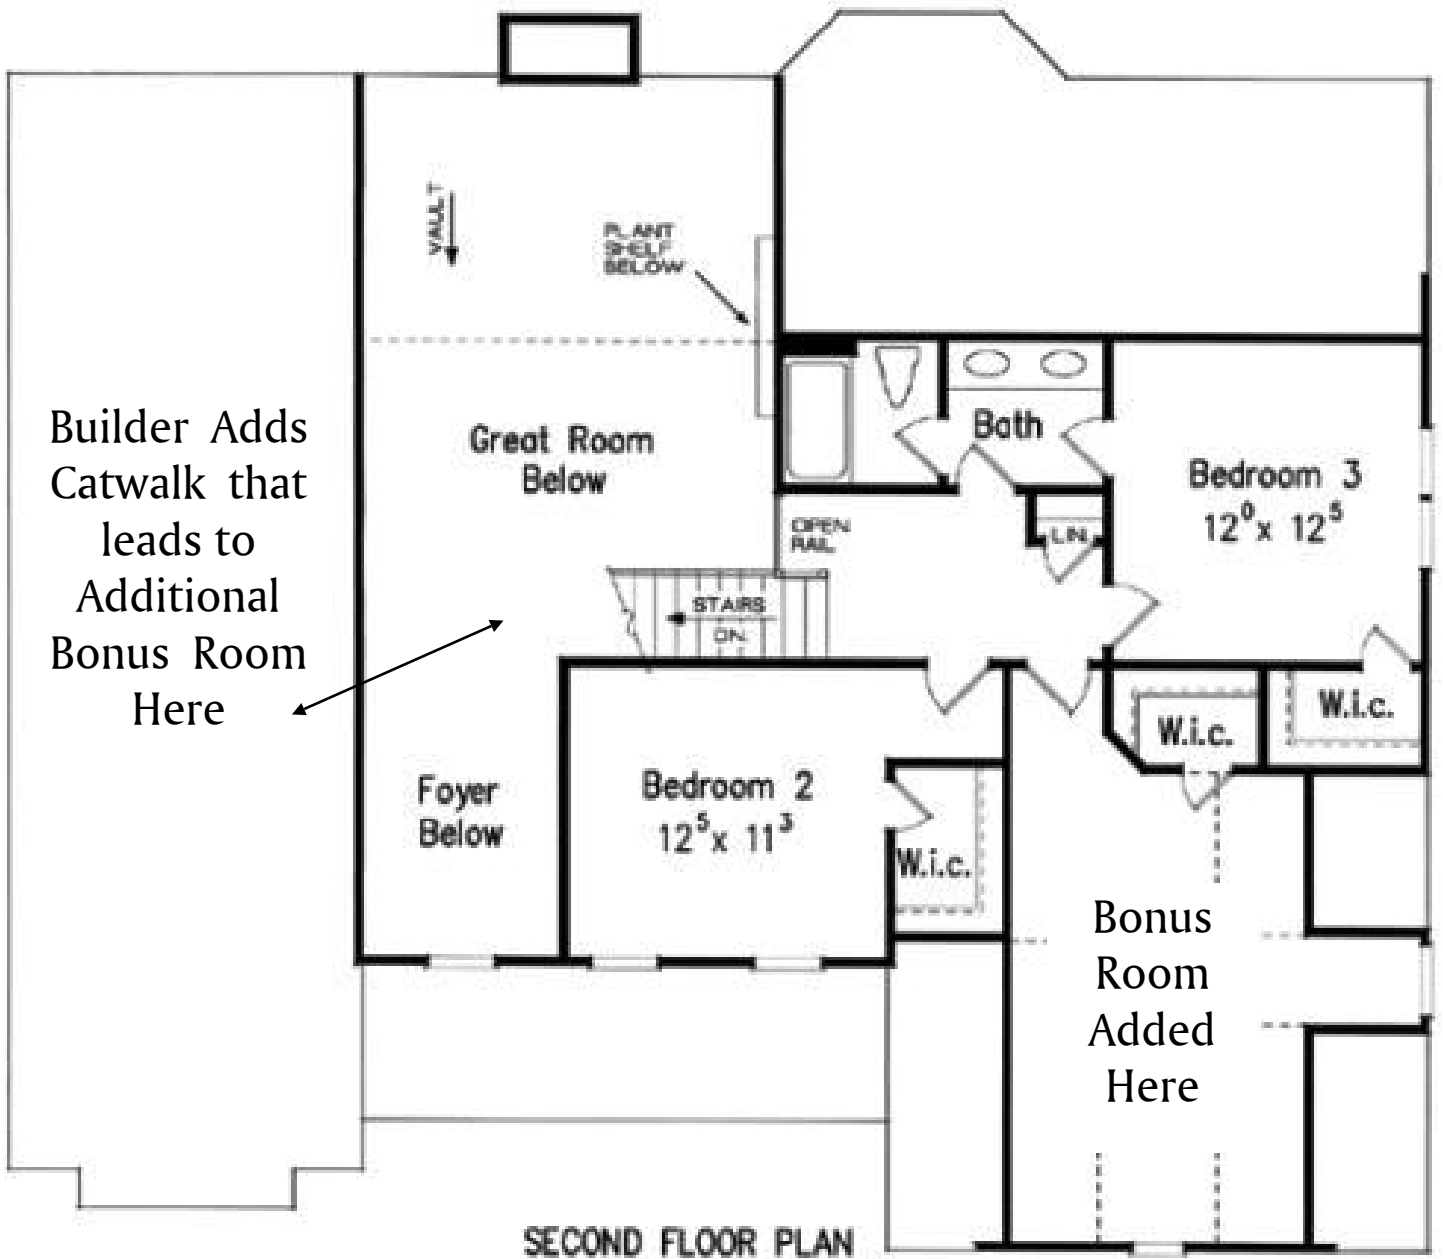 VAULT
PLANT
SHELF
BELOW
Builder Adds
Catwalk that
leads to
Additional
Bonus Room
Here
Great Room
Below
Bath
Bedroom 3
12⁰ x 12⁵
OPEN
RAIL
LIN.
STAIRS
DN.
W.i.c.
W.i.c.
Foyer
Below
Bedroom 2
12⁵ x 11³
W.i.c.
Bonus
Room
Added
Here
SECOND FLOOR PLAN